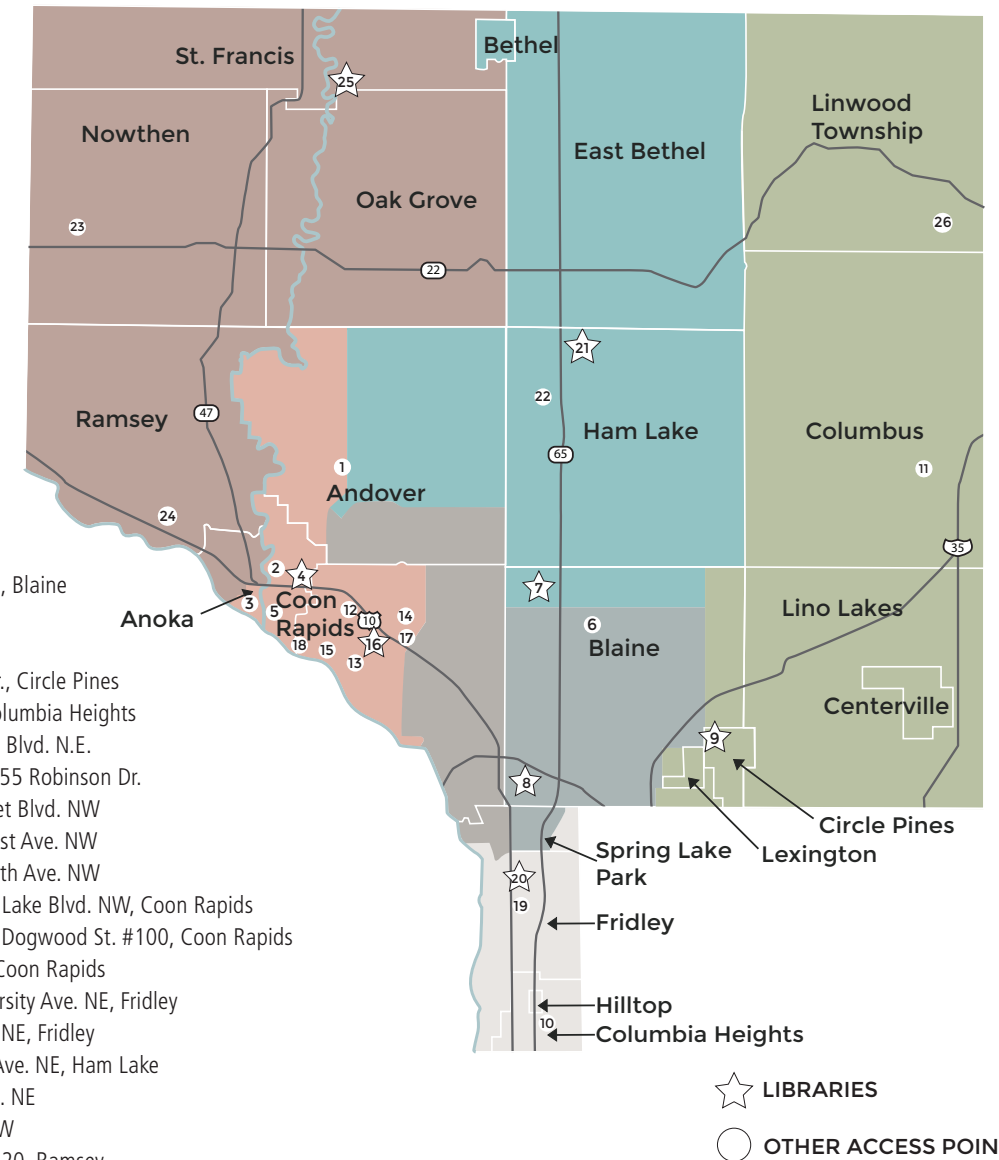 St. Francis
Bethel
25
Linwood
Township
Nowthen
East Bethel
Oak Grove
23
26
22
21
22
Ramsey
47
Ham Lake
Columbus
65
1
11
Andover
24
35
2
4
7
, Blaine
3
5
Coon
Rapids
12
10
14
6
Lino Lakes
Anoka
18
15
16
17
13
Blaine
r., Circle Pines
olumbia Heights
Centerville
9
Blvd. N.E.
55 Robinson Dr.
8
et Blvd. NW
Circle Pines
st Ave. NW
Spring Lake
Park
Lexington
th Ave. NW
20
Lake Blvd. NW, Coon Rapids
19
Dogwood St. #100, Coon Rapids
Fridley
Coon Rapids
rsity Ave. NE, Fridley
Hilltop
NE, Fridley
10
Columbia Heights
Ave. NE, Ham Lake
. NE
LIBRARIES
W
20, Ramsey
OTHER ACCESS POIN